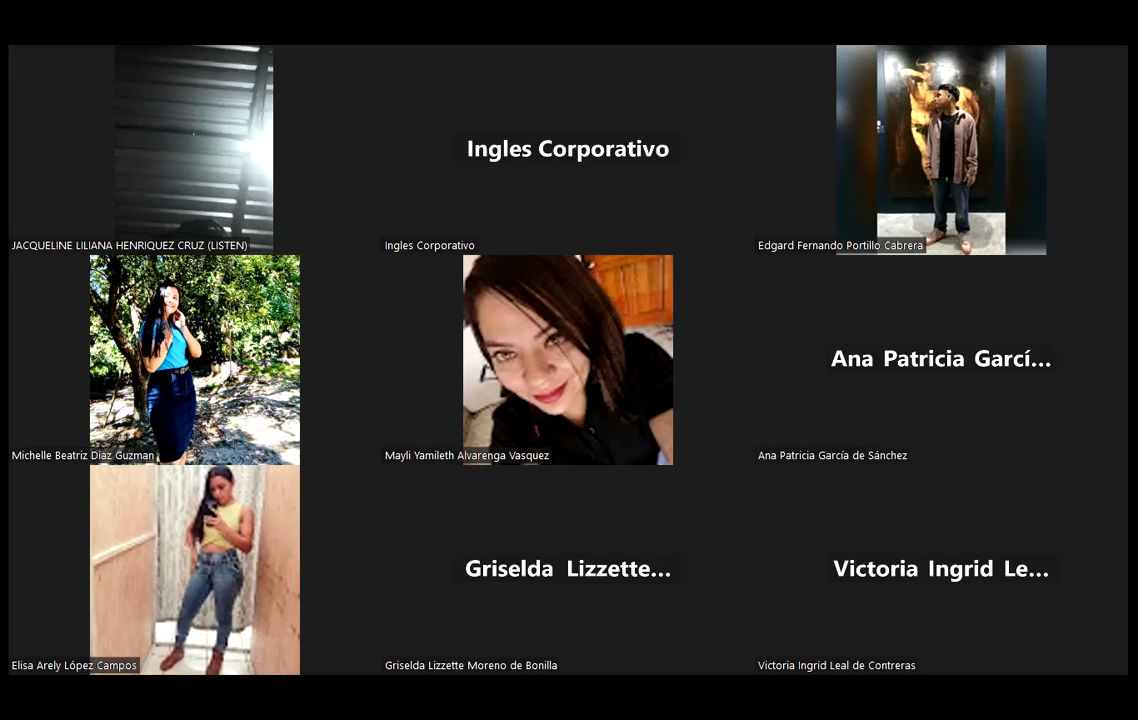 Ingles Corporativo
JACQUELINE LILIANA HENRIQUEZ CRUZ (LISTEN)
Ingles Corporativo
Edgard Fernando Portillo Cabrera
Ana Patricia Garcí...
Michelle Beatriz Diaz Guzman
Mayli Yamileth Alvarenga Vasquez
Ana Patricia García de Sánchez
Griselda Lizzette...
Victoria Ingrid Le...
Elisa Arely López Campos
Griselda Lizzette Moreno de Bonilla
Victoria Ingrid Leal de Contreras